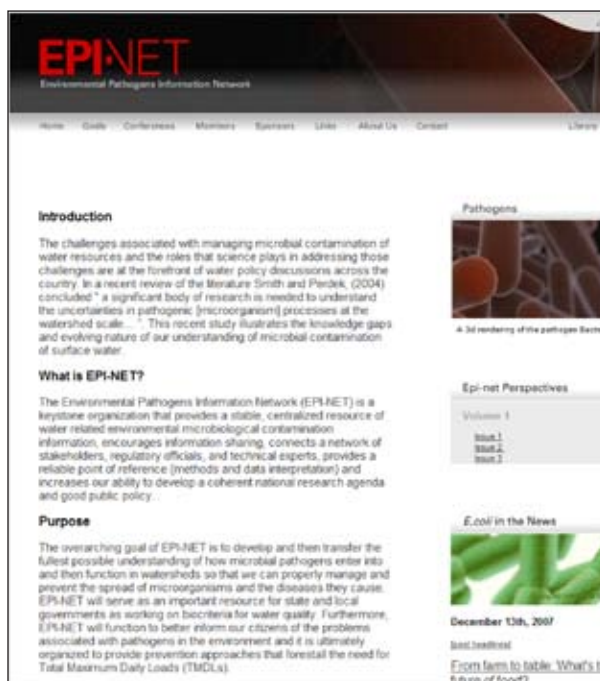 EPI·NET
Environmental Pathogens Information Network
Home Goals Conferences Members Sponsors Links About Us Contact Library
Introduction
The challenges associated with managing microbial contamination of
water resources and the roles that science plays in addressing those
challenges are at the forefront of water policy discussions across the
country. In a recent review of the literature Smith and Perdek, (2004)
concluded " a significant body of research is needed to understand
the uncertainties in pathogenic [microorganism] processes at the
watershed scale... ". This recent study illustrates the knowledge gaps
and evolving nature of our understanding of microbial contamination
of surface water.
What is EPI-NET?
The Environmental Pathogens Information Network (EPI-NET) is a
keystone organization that provides a stable, centralized resource of
water related environmental microbiological contamination
information, encourages information sharing, connects a network of
stakeholders, regulatory officials, and technical experts, provides a
reliable point of reference (methods and data interpretation) and
increases our ability to develop a coherent national research agenda
and good public policy...
Purpose
The overarching goal of EPI-NET is to develop and then transfer the
fullest possible understanding of how microbial pathogens enter into
and then function in watersheds so that we can properly manage and
prevent the spread of microorganisms and the diseases they cause.
EPI-NET will serve as an important resource for state and local
governments as working on biocriteria for water quality. Furthermore,
EPI-NET will function to better inform our citizens of the problems
associated with pathogens in the environment and it is ultimately
organized to provide prevention approaches that forestall the need for
Total Maximum Daily Loads (TMDLs).
Pathogens
A 3d rendering of the pathogen Bacte
Epi-net Perspectives
Volume 1
Issue 1
Issue 2
Issue 3
E.coli in the News
December 13th, 2007
[post headlines]
From farm to table: What's t
future of food?